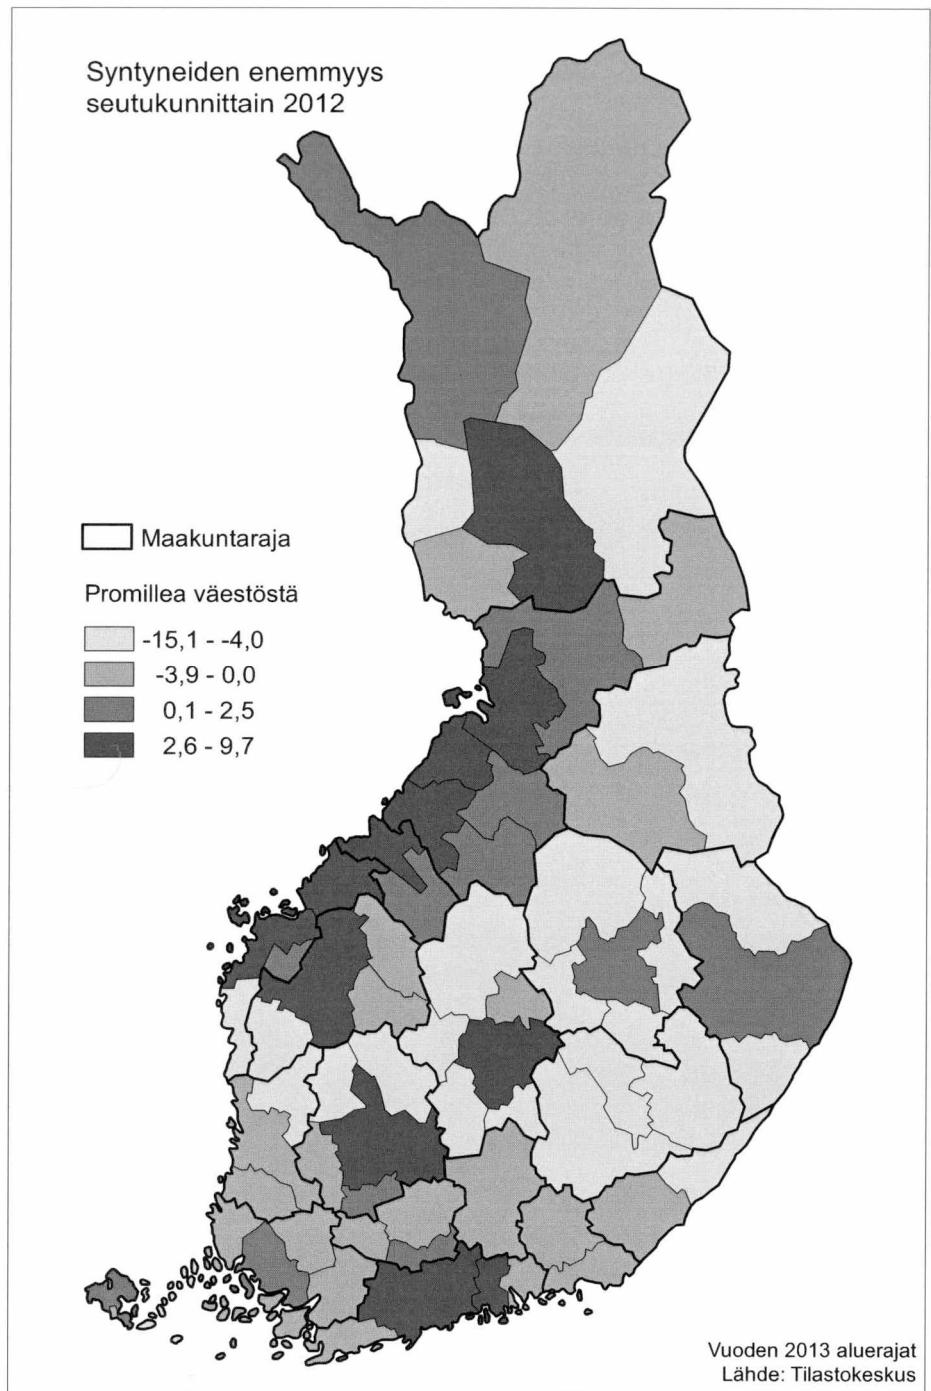 Syntyneiden enemmyys
seutukunnittain 2012
Maakuntaraja
Promillea väestöstä
-15,1 - -4,0
-3,9 - 0,0
0,1 - 2,5
2,6 - 9,7
Vuoden 2013 aluerajat
Lähde: Tilastokeskus